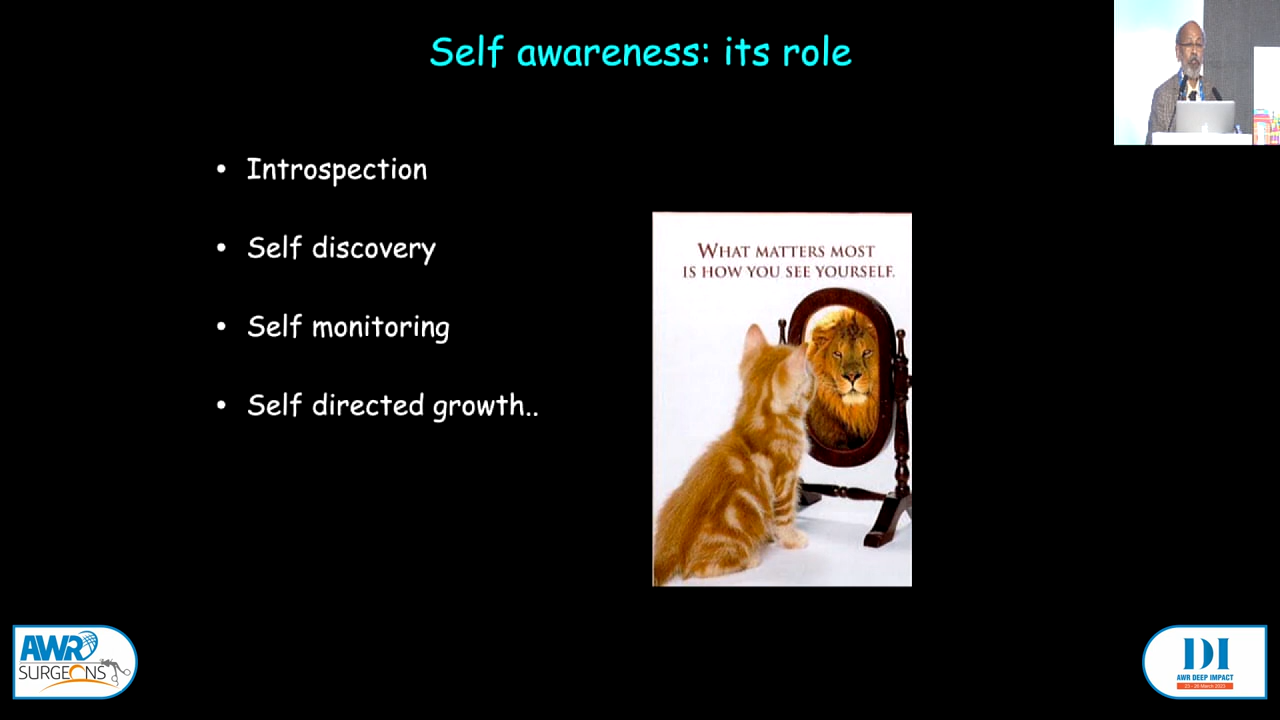 Self awareness: its role
• Introspection
• Self discovery
• Self monitoring
• Self directed growth..
WHAT MATTERS MOST
IS HOW YOU SEE YOURSELF.
AWR
SURGEONS
DI
AWR DEEP IMPACT